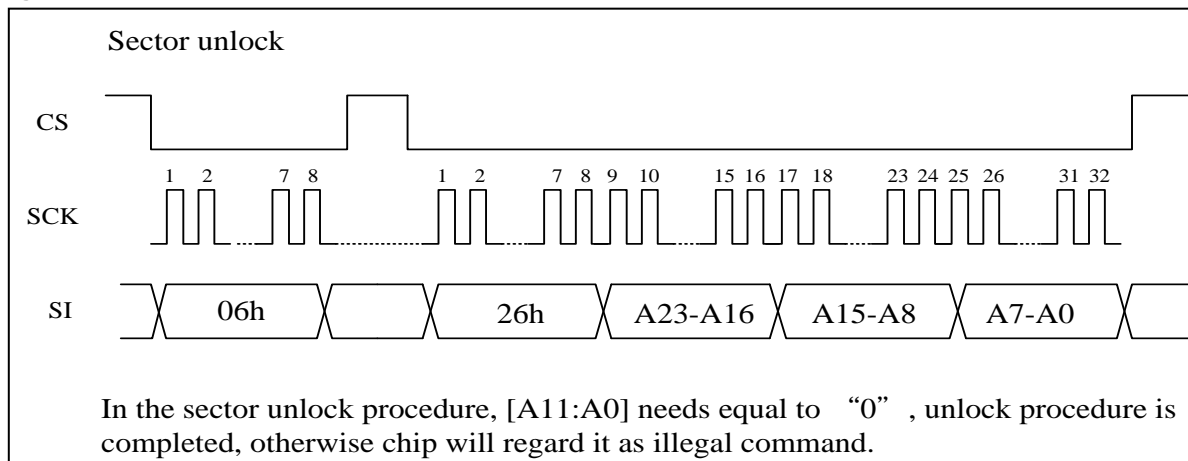 Sector unlock
CS
1 2 7 8 1 2 7 8 9 10 15 16 17 18 23 24 25 26 31 32
SCK
SI 06h 26h A23-A16 A15-A8 A7-A0
In the sector unlock procedure, [A11:A0] needs equal to “0” , unlock procedure is
completed, otherwise chip will regard it as illegal command.